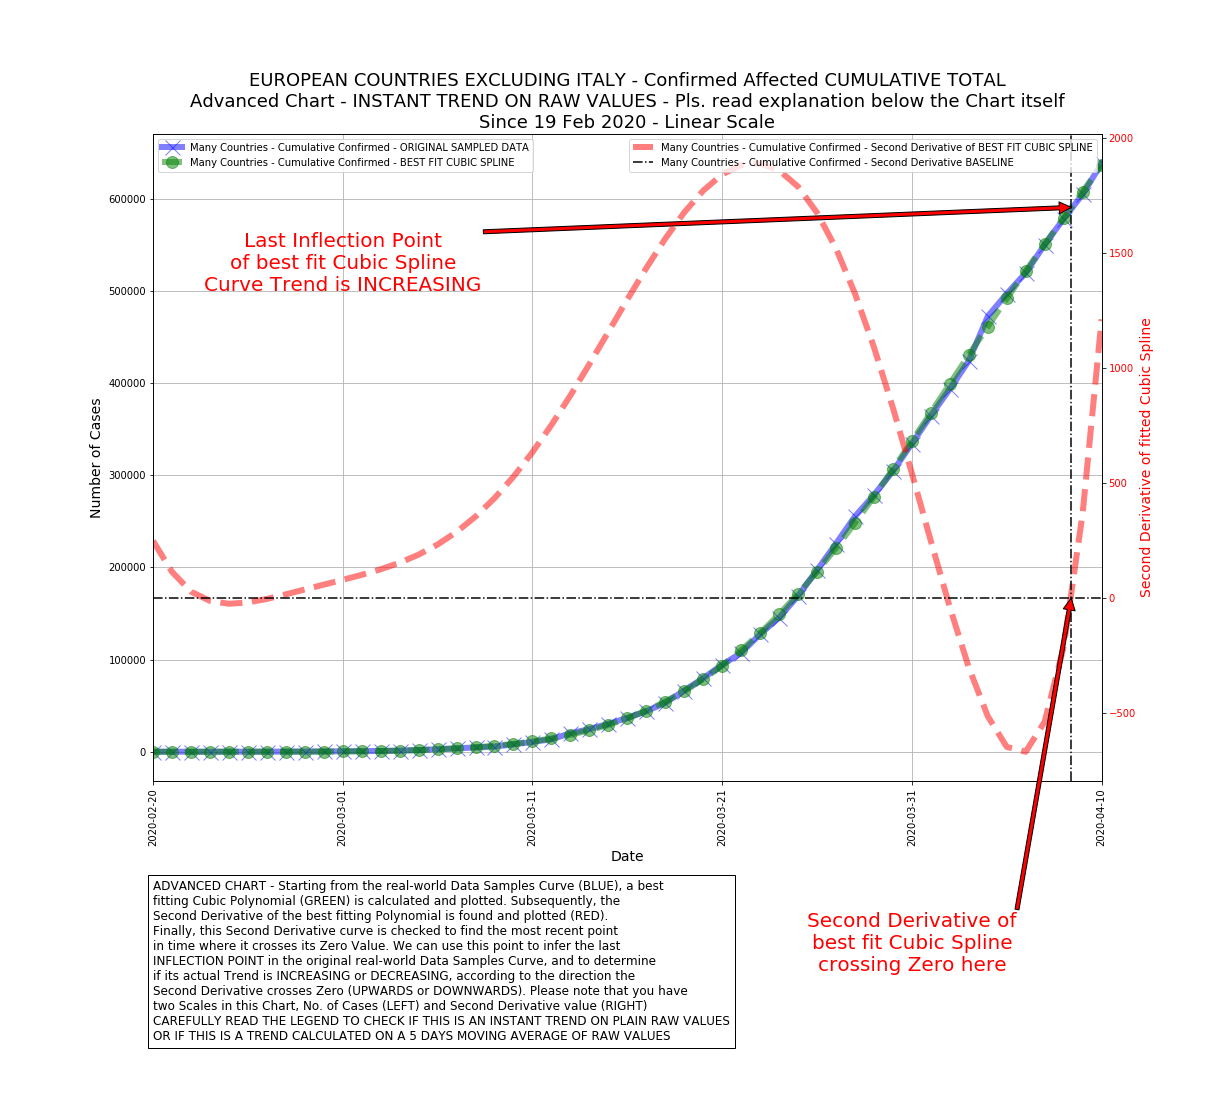 EUROPEAN COUNTRIES EXCLUDING ITALY - Confirmed Affected CUMULATIVE TOTAL
Advanced Chart - INSTANT TREND ON RAW VALUES - Pls. read explanation below the Chart itself
Since 19 Feb 2020 - Linear Scale
Many Countries - Cumulative Confirmed - ORIGINAL SAMPLED DATA
Many Countries - Cumulative Confirmed - BEST FIT CUBIC SPLINE
Many Countries - Cumulative Confirmed - Second Derivative of BEST FIT CUBIC SPLINE
Many Countries - Cumulative Confirmed - Second Derivative BASELINE
Last Inflection Point
of best fit Cubic Spline
Curve Trend is INCREASING
Number of Cases
600000
500000
400000
300000
200000
100000
0
2000
1500
1000
500
0
−500
Second Derivative of fitted Cubic Spline
2020-02-20
2020-03-01
2020-03-11
2020-03-21
2020-03-31
2020-04-10
Date
ADVANCED CHART - Starting from the real-world Data Samples Curve (BLUE), a best
fitting Cubic Polynomial (GREEN) is calculated and plotted. Subsequently, the
Second Derivative of the best fitting Polynomial is found and plotted (RED).
Finally, this Second Derivative curve is checked to find the most recent point
in time where it crosses its Zero Value. We can use this point to infer the last
INFLECTION POINT in the original real-world Data Samples Curve, and to determine
if its actual Trend is INCREASING or DECREASING, according to the direction the
Second Derivative crosses Zero (UPWARDS or DOWNWARDS). Please note that you have
two Scales in this Chart, No. of Cases (LEFT) and Second Derivative value (RIGHT)
CAREFULLY READ THE LEGEND TO CHECK IF THIS IS AN INSTANT TREND ON PLAIN RAW VALUES
OR IF THIS IS A TREND CALCULATED ON A 5 DAYS MOVING AVERAGE OF RAW VALUES
Second Derivative of
best fit Cubic Spline
crossing Zero here